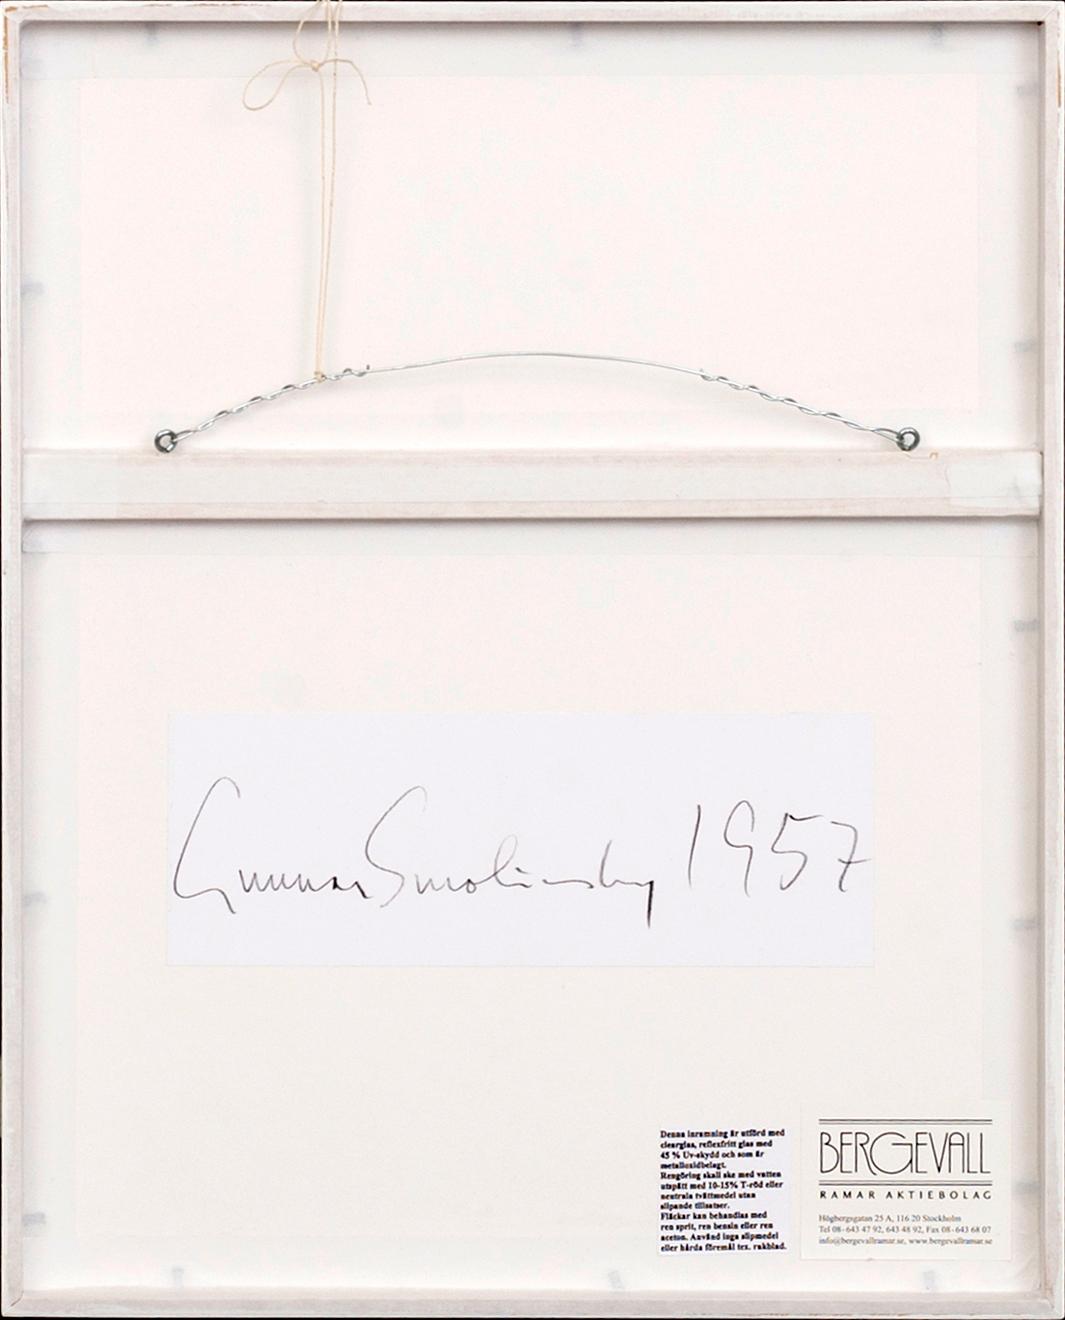 Gunnar Smoliansky 1957
Denna inramning är utförd med
clearglas, reflexfritt glas med
45 % Uv-skydd och som är
metalloxidbelagt.
Rengöring skall ske med vatten
utspätt med 10-15% T-röd eller
neutrala tvättmedel utan
slipande tillsatser.
Fläckar kan behandlas med
ren sprit, ren bensin eller ren
aceton. Använd inga slipmedel
eller hårda föremål tex. rakblad.
BERGEVALL
RAMAR AKTIEBOLAG
Högbergsgatan 25 A, 116 20 Stockholm
Tel 08-643 47 92, 643 48 92, Fax 08-643 68 07
info@bergevallramar.se, www.bergevallramar.se